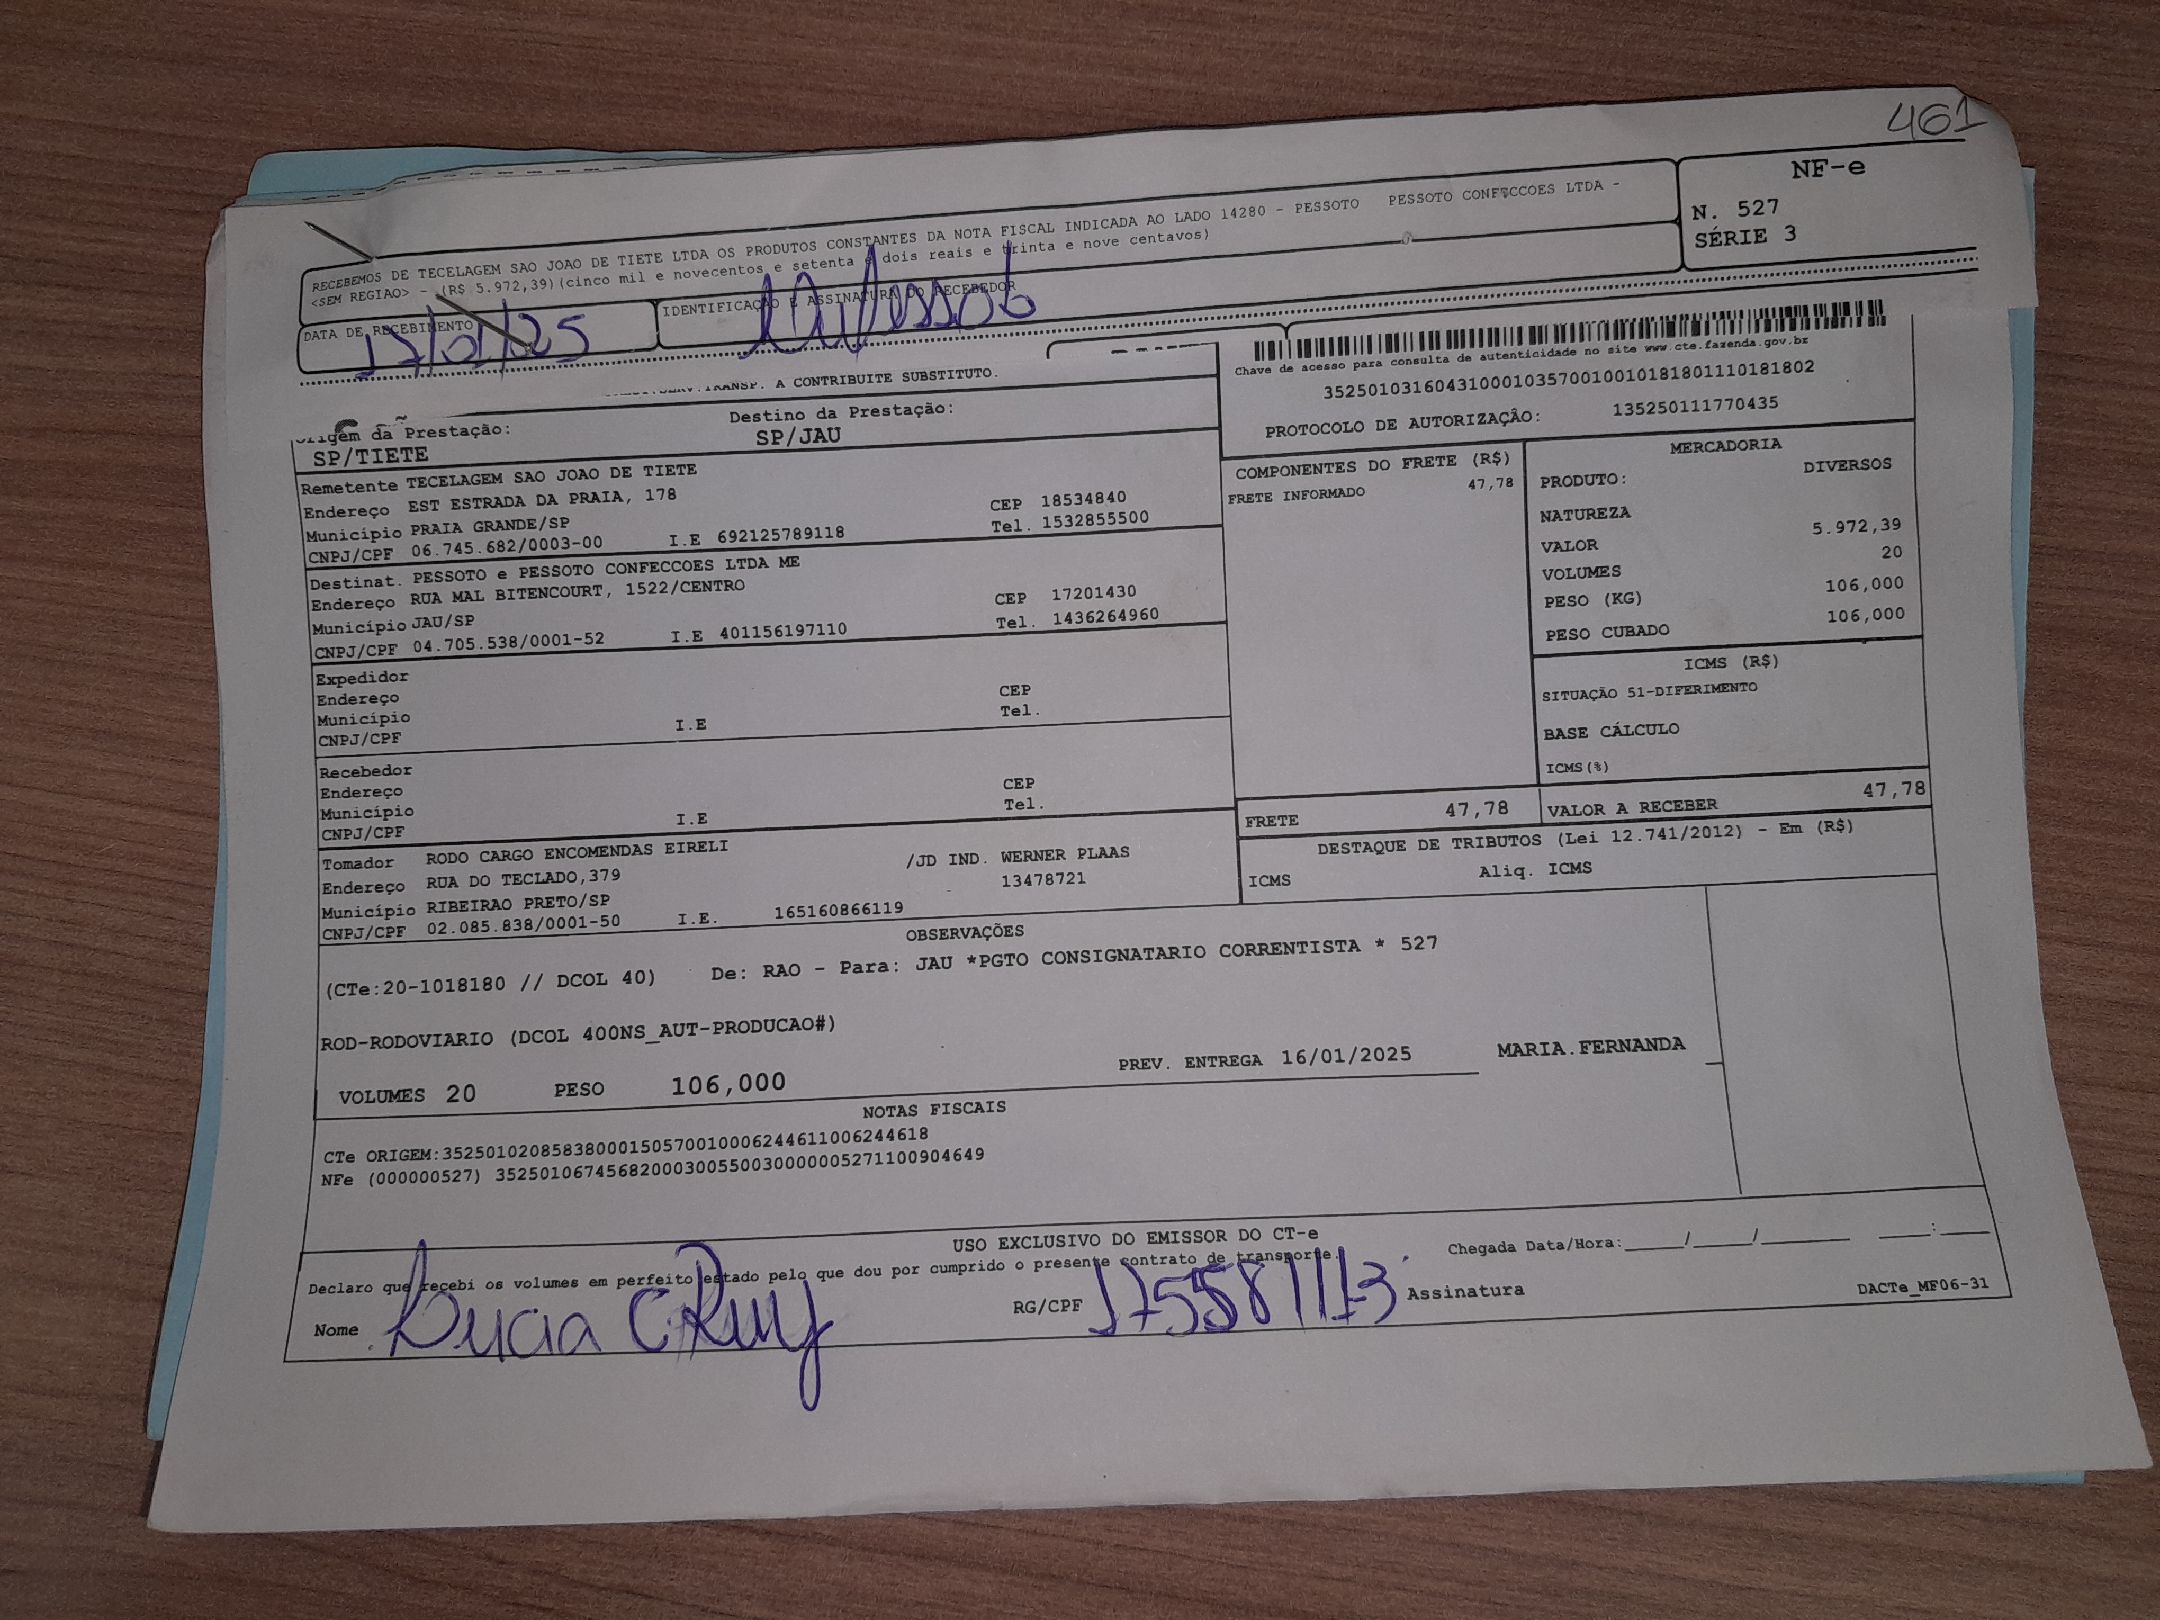 461
RECEBEMOS DE TECELAGEM SAO JOAO DE TIETE LTDA OS PRODUTOS CONSTANTES DA NOTA FISCAL INDICADA AO LADO 14280 - PESSOTO PESSOTO CONFECCOES LTDA -
<SEM REGIAO> - (R$ 5.972,39)(cinco mil e novecentos e setenta e dois reais e trinta e nove centavos)
NF-e
N. 527
SÉRIE 3
DATA DE RECEBIMENTO
17/01/25
IDENTIFICAÇÃO E ASSINATURA DO RECEBEDOR
TRANSP. A CONTRIBUITE SUBSTITUTO.
Origem da Prestação:
SP/TIETE
Destino da Prestação:
SP/JAU
Chave de acesso para consulta de autenticidade no site www.cte.fazenda.gov.br
35250103160431000103570010010181801110181802
PROTOCOLO DE AUTORIZAÇÃO: 135250111770435
Remetente TECELAGEM SAO JOAO DE TIETE
Endereço EST ESTRADA DA PRAIA, 178 CEP 18534840
Município PRAIA GRANDE/SP Tel. 1532855500
CNPJ/CPF 06.745.682/0003-00 I.E 692125789118
Destinat. PESSOTO e PESSOTO CONFECCOES LTDA ME
Endereço RUA MAL BITENCOURT, 1522/CENTRO CEP 17201430
Município JAU/SP Tel. 1436264960
CNPJ/CPF 04.705.538/0001-52 I.E 401156197110
Expedidor
Endereço CEP
Município Tel.
CNPJ/CPF I.E
Recebedor
Endereço CEP
Município Tel.
CNPJ/CPF I.E
Tomador RODO CARGO ENCOMENDAS EIRELI /JD IND. WERNER PLAAS
Endereço RUA DO TECLADO,379 13478721
Município RIBEIRAO PRETO/SP
CNPJ/CPF 02.085.838/0001-50 I.E. 165160866119
COMPONENTES DO FRETE (R$)
FRETE INFORMADO 47,78
MERCADORIA
PRODUTO: DIVERSOS
NATUREZA
VALOR 5.972,39
VOLUMES 20
PESO (KG) 106,000
PESO CUBADO 106,000
ICMS (R$)
SITUAÇÃO 51-DIFERIMENTO
BASE CÁLCULO
ICMS(%)
FRETE 47,78 VALOR A RECEBER 47,78
DESTAQUE DE TRIBUTOS (Lei 12.741/2012) - Em (R$)
ICMS Aliq. ICMS
OBSERVAÇÕES
(CTe:20-1018180 // DCOL 40) De: RAO - Para: JAU *PGTO CONSIGNATARIO CORRENTISTA * 527
ROD-RODOVIARIO (DCOL 400NS_AUT-PRODUCAO#)
PREV. ENTREGA 16/01/2025 MARIA.FERNANDA
VOLUMES 20 PESO 106,000
NOTAS FISCAIS
CTe ORIGEM:35250102085838000150570010006244611006244618
NFe (000000527) 35250106745682000300550030000005271100904649
USO EXCLUSIVO DO EMISSOR DO CT-e
Declaro que recebi os volumes em perfeito estado pelo que dou por cumprido o presente contrato de transporte.
Chegada Data/Hora:_____/_____/________ ____:____
Nome Lucia C
RG/CPF
Assinatura
DACTe_MF06-31